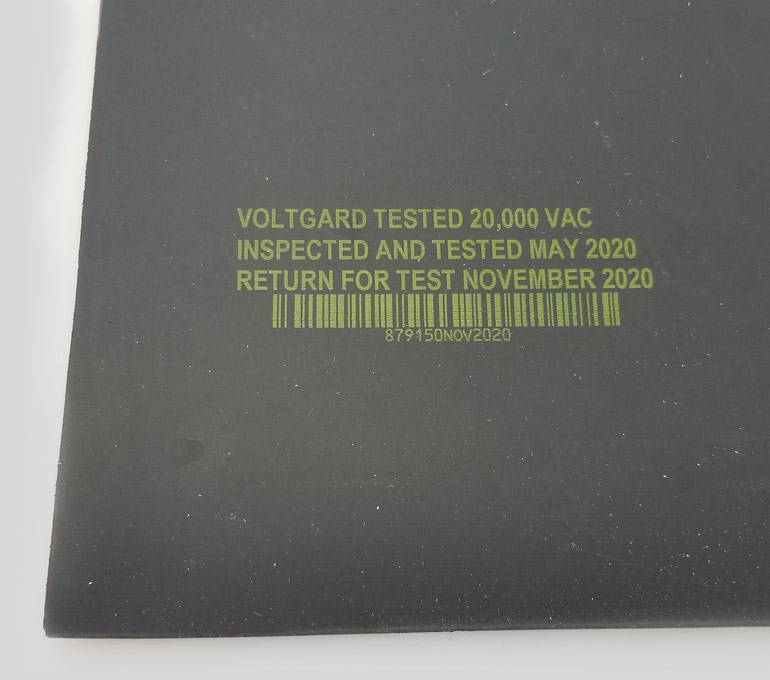 VOLTGARD TESTED 20,000 VAC
INSPECTED AND TESTED MAY 2020
RETURN FOR TEST NOVEMBER 2020
879150NOV2020